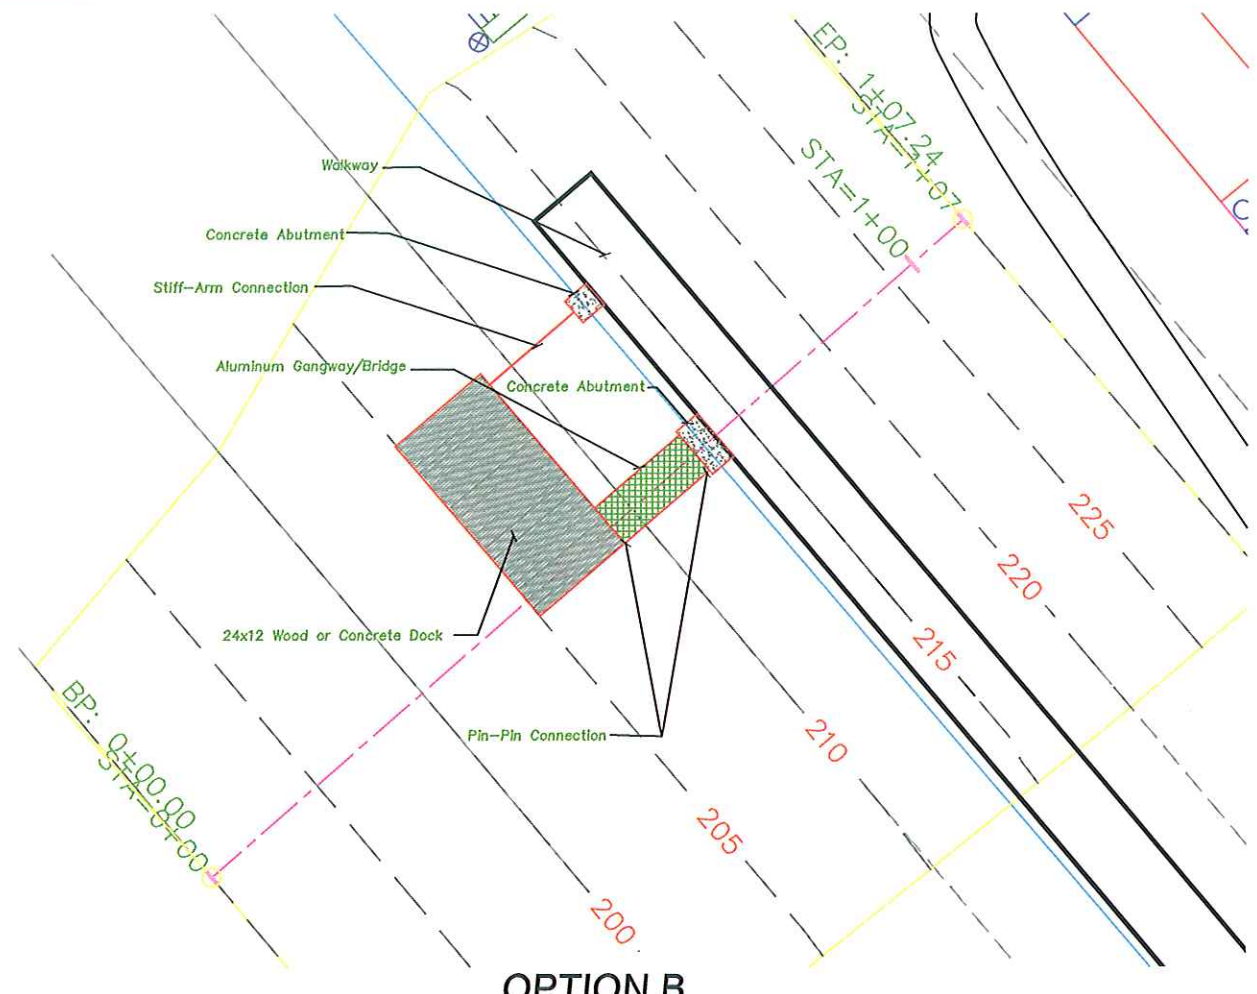 EP: 1+07.24
STA=1+07
STA=1+00
Walkway
Concrete Abutment
Stiff-Arm Connection
Aluminum Gangway/Bridge
Concrete Abutment
225
220
215
24x12 Wood or Concrete Dock
BP: 0+00.00
STA=0+00
Pin-Pin Connection
210
205
200
OPTION B